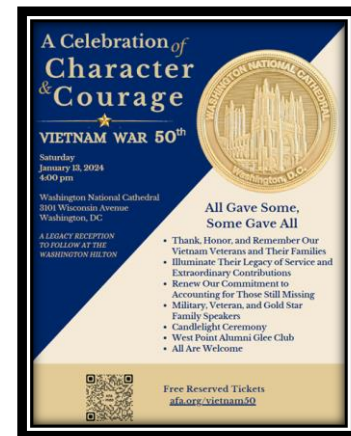 A Celebration of
Character
& Courage
VIETNAM WAR 50th
Saturday
January 13, 2024
4:00 pm
Washington National Cathedral
3101 Wisconsin Avenue
Washington, DC
A LEGACY RECEPTION
TO FOLLOW AT THE
WASHINGTON HILTON
WASHINGTON NATIONAL CATHEDRAL
Washington, D.C.
All Gave Some,
Some Gave All
• Thank, Honor, and Remember Our
Vietnam Veterans and Their Families
• Illuminate Their Legacy of Service and
Extraordinary Contributions
• Renew Our Commitment to
Accounting for Those Still Missing
• Military, Veteran, and Gold Star
Family Speakers
• Candlelight Ceremony
• West Point Alumni Glee Club
• All Are Welcome
Free Reserved Tickets
afa.org/vietnam50